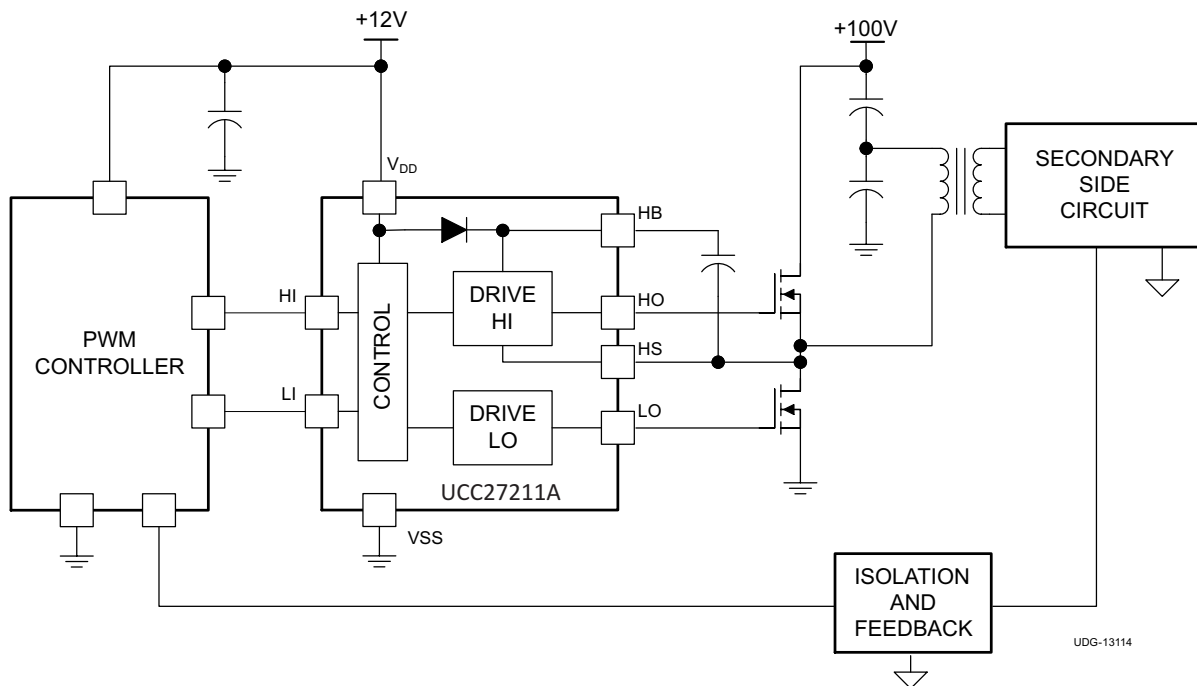 +12V
+100V
V_DD
SECONDARY
SIDE
CIRCUIT
HB
HI
DRIVE
HI
HO
PWM
CONTROLLER
CONTROL
HS
LI
DRIVE
LO
LO
UCC27211A
VSS
ISOLATION
AND
FEEDBACK
UDG-13114